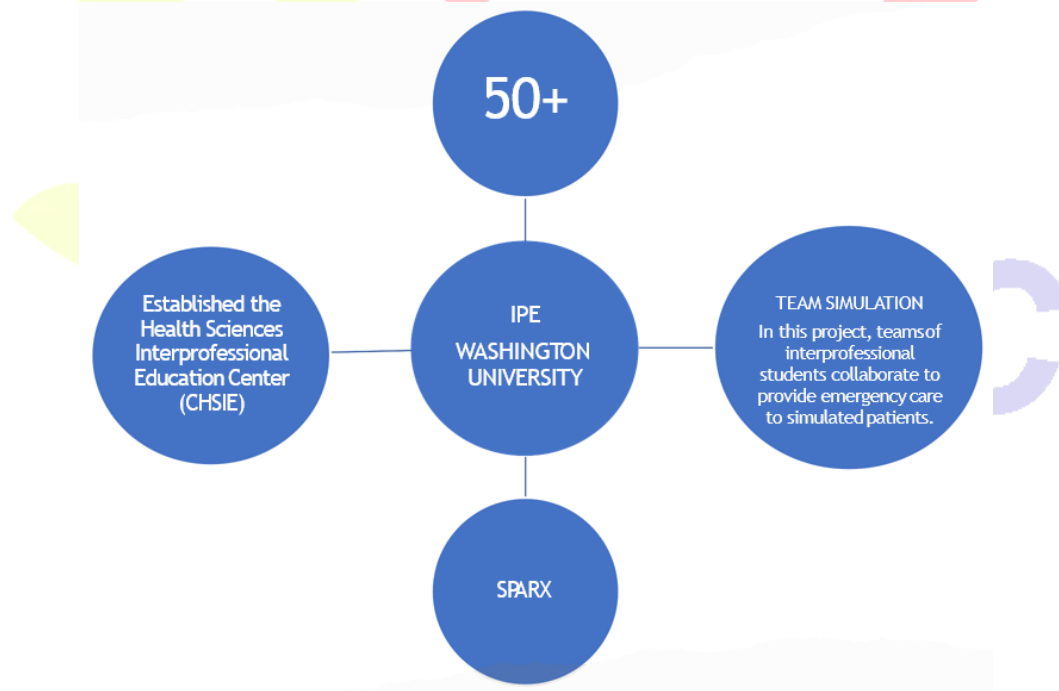 50+
Established the
Health Sciences
Interprofessional
Education Center
(CHSIE)
IPE
WASHINGTON
UNIVERSITY
TEAM SIMULATION
In this project, teams of
interprofessional
students collaborate to
provide emergency care
to simulated patients.
SPARX